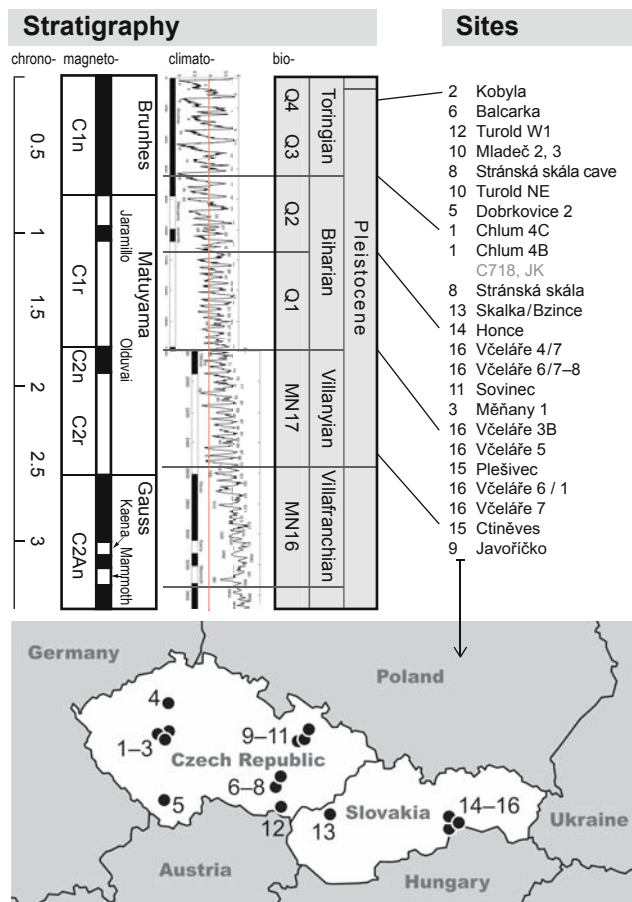 Stratigraphy
Sites
chrono- magneto- climato- bio-
0.5
1
1.5
2
2.5
3
C1n
C1r
C2n
C2r
C2An
Brunhes
Matuyama
Gauss
Jaramillo
Olduvai
Kaena
Mammoth
Q4
Q3
Q2
Q1
MN17
MN16
Toringian
Biharian
Villanyian
Villafranchian
Pleistocene
2 Kobyla
6 Balcarka
12 Turold W1
10 Mladeč 2, 3
8 Stránská skála cave
10 Turold NE
5 Dobrkovice 2
1 Chlum 4C
1 Chlum 4B
C718, JK
8 Stránská skála
13 Skalka/Bzince
14 Honce
16 Včeláře 4/7
16 Včeláře 6/7–8
11 Sovinec
3 Měňany 1
16 Včeláře 3B
16 Včeláře 5
15 Plešivec
16 Včeláře 6 / 1
16 Včeláře 7
15 Ctiněves
9 Javoříčko
Germany
Poland
4
1–3
9–11
Czech Republic
6–8
5
12
13
Slovakia
14–16
Ukraine
Austria
Hungary